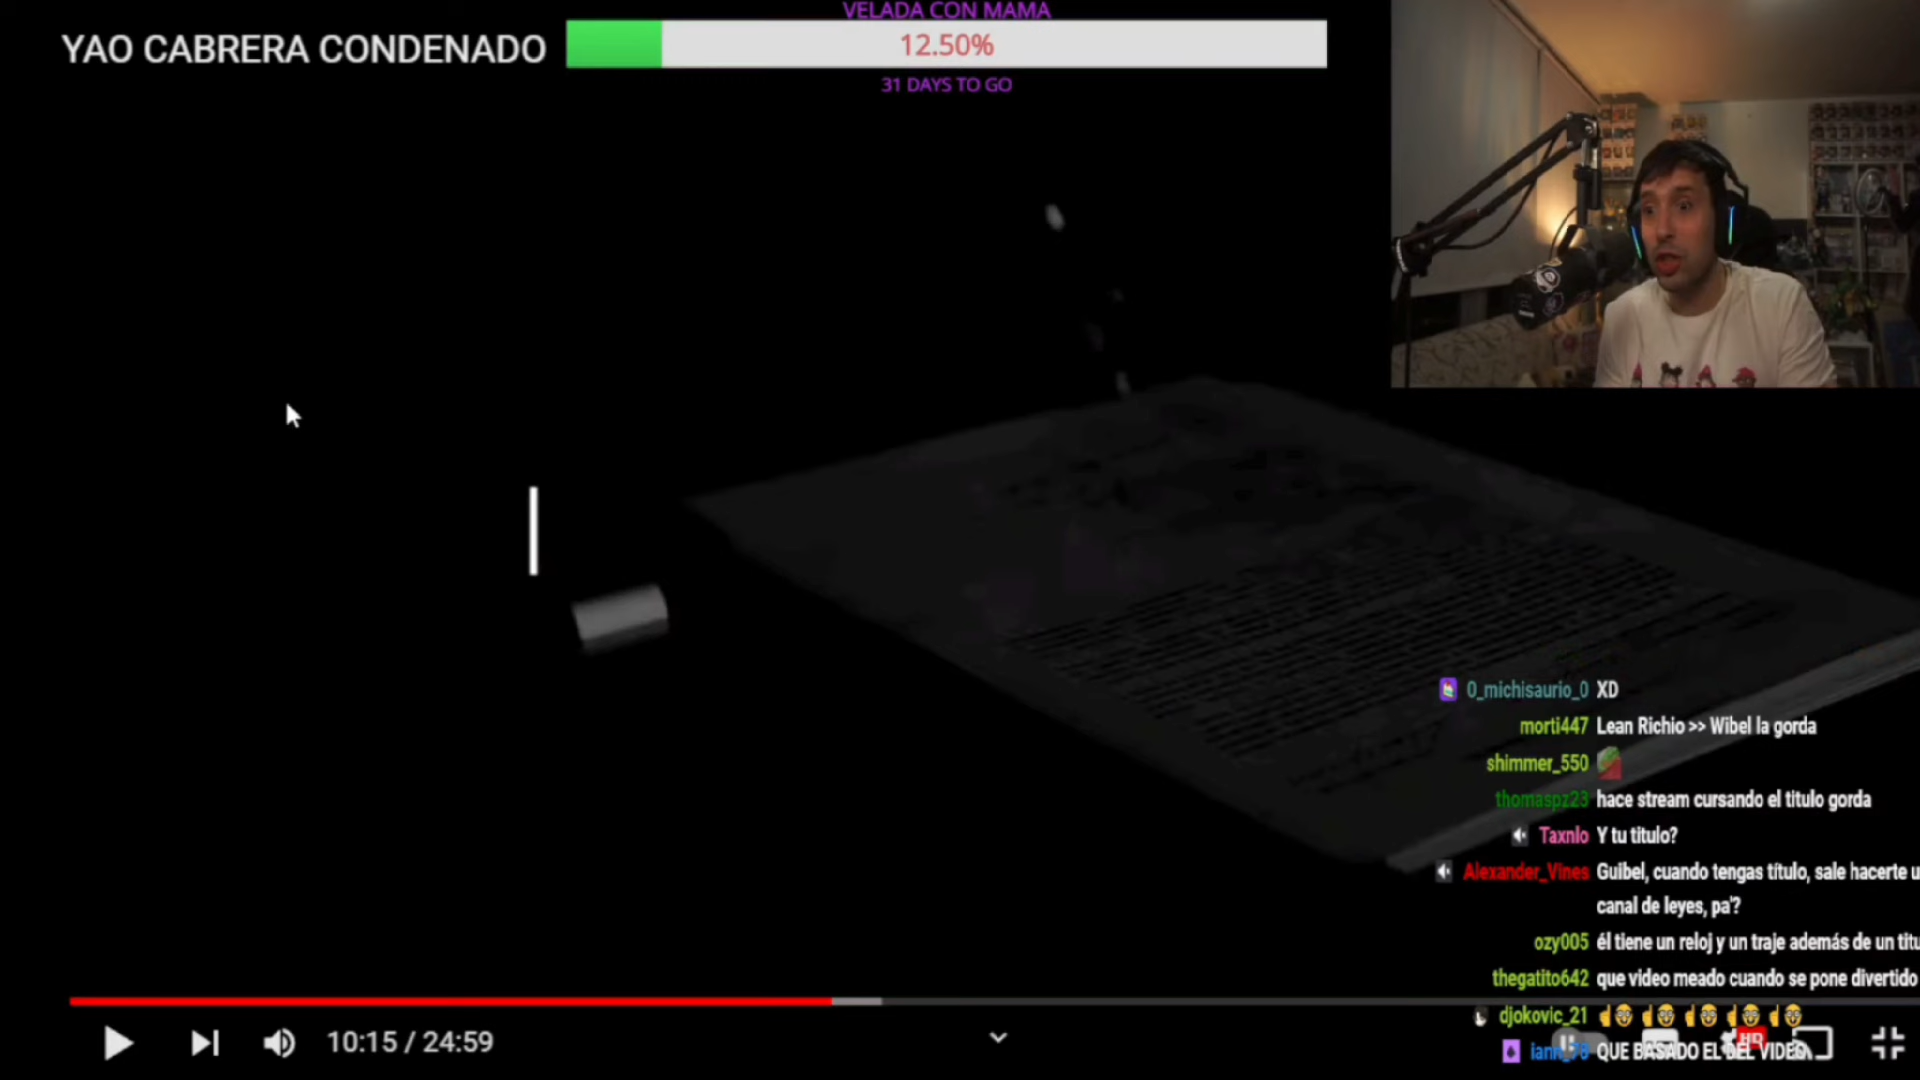 VELADA CON MAMA
YAO CABRERA CONDENADO
12.50%
31 DAYS TO GO
0_michisaurio_0 XD
morti447 Lean Richio >> Wibel la gorda
shimmer_550
thomaspz23 hace stream cursando el titulo gorda
Taxnlo Y tu titulo?
Alexander_Vines Guibel, cuando tengas título, sale hacerte u
canal de leyes, pa'?
ozy005 él tiene un reloj y un traje además de un titu
thegatito642 que video meado cuando se pone divertido
djokovic_21
QUE BASADO EL DEL VIDEO
HD
10:15 / 24:59